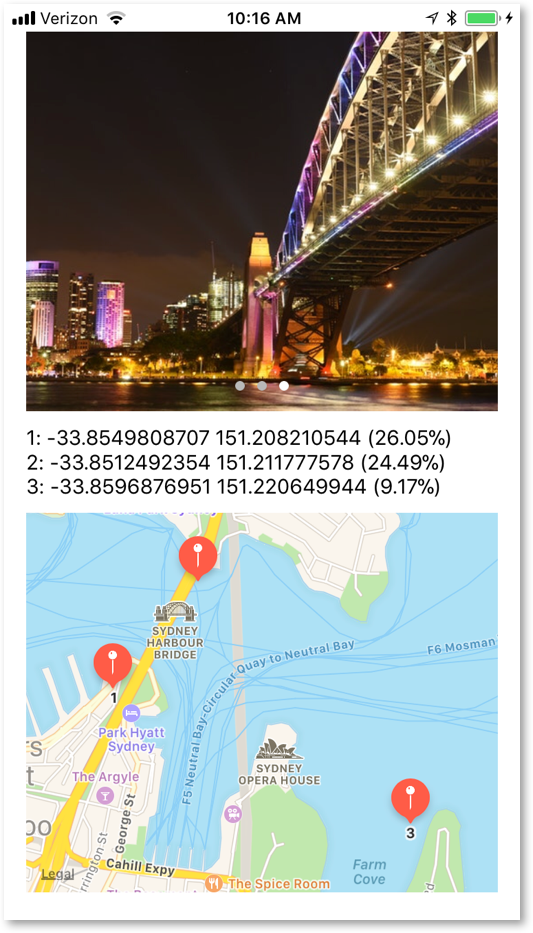 Verizon 10:16 AM
1: -33.8549808707 151.208210544 (26.05%)
2: -33.8512492354 151.211777578 (24.49%)
3: -33.8596876951 151.220649944 (9.17%)
SYDNEY
HARBOUR
BRIDGE
F5 Neutral Bay-Circular Quay to Neutral Bay
F6 Mosman
1
Park Hyatt
Sydney
The Argyle
SYDNEY
OPERA HOUSE
George St
3
Cahill Expy
Farm
Cove
Legal
The Spice Room